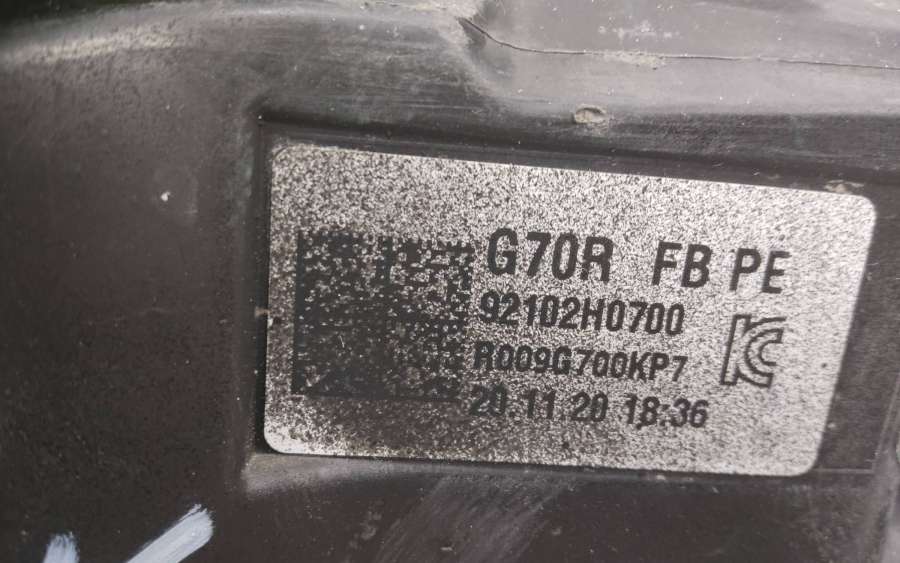 G70R FB PE
92102H0700
R009G700KP7
20.11.20 18:36